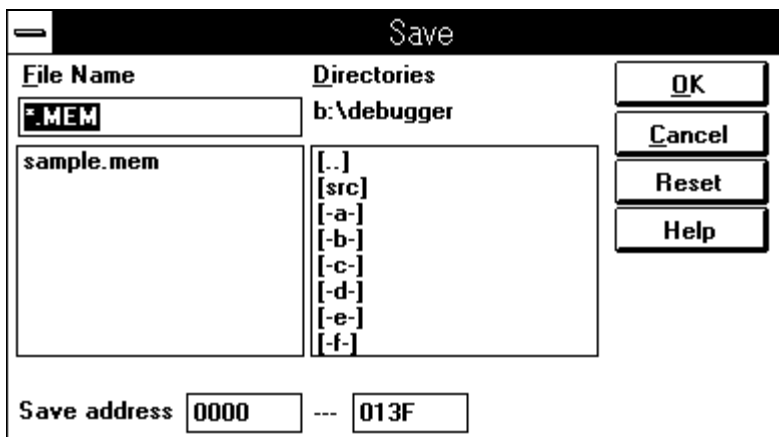 Save
File Name Directories OK
*.MEM b:\debugger Cancel
sample.mem [..] Reset
[src] Help
[-a-]
[-b-]
[-c-]
[-d-]
[-e-]
[-f-]
Save address 0000 --- 013F